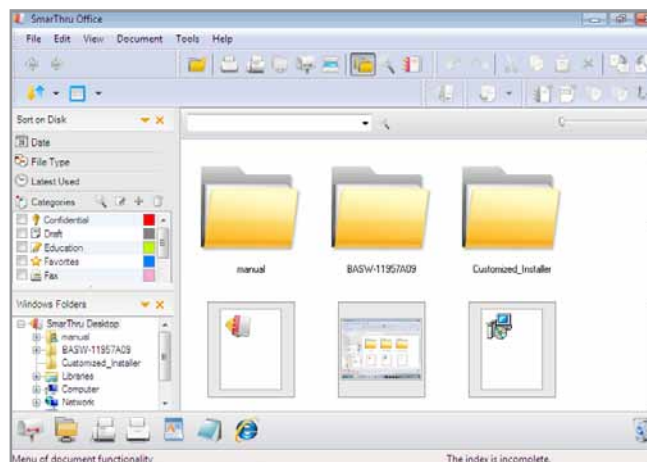 SmarThru Office
File Edit View Document Tools Help
Sort on Disk
Date
File Type
Latest Used
Categories
Confidential
Draft
Education
Favorites
Fax
Windows Folders
SmarThru Desktop
manual
BASW-11957A09
Customized_Installer
Libraries
Computer
Network
manual BASW-11957A09 Customized_Installer
Menu of document functionality The index is incomplete.